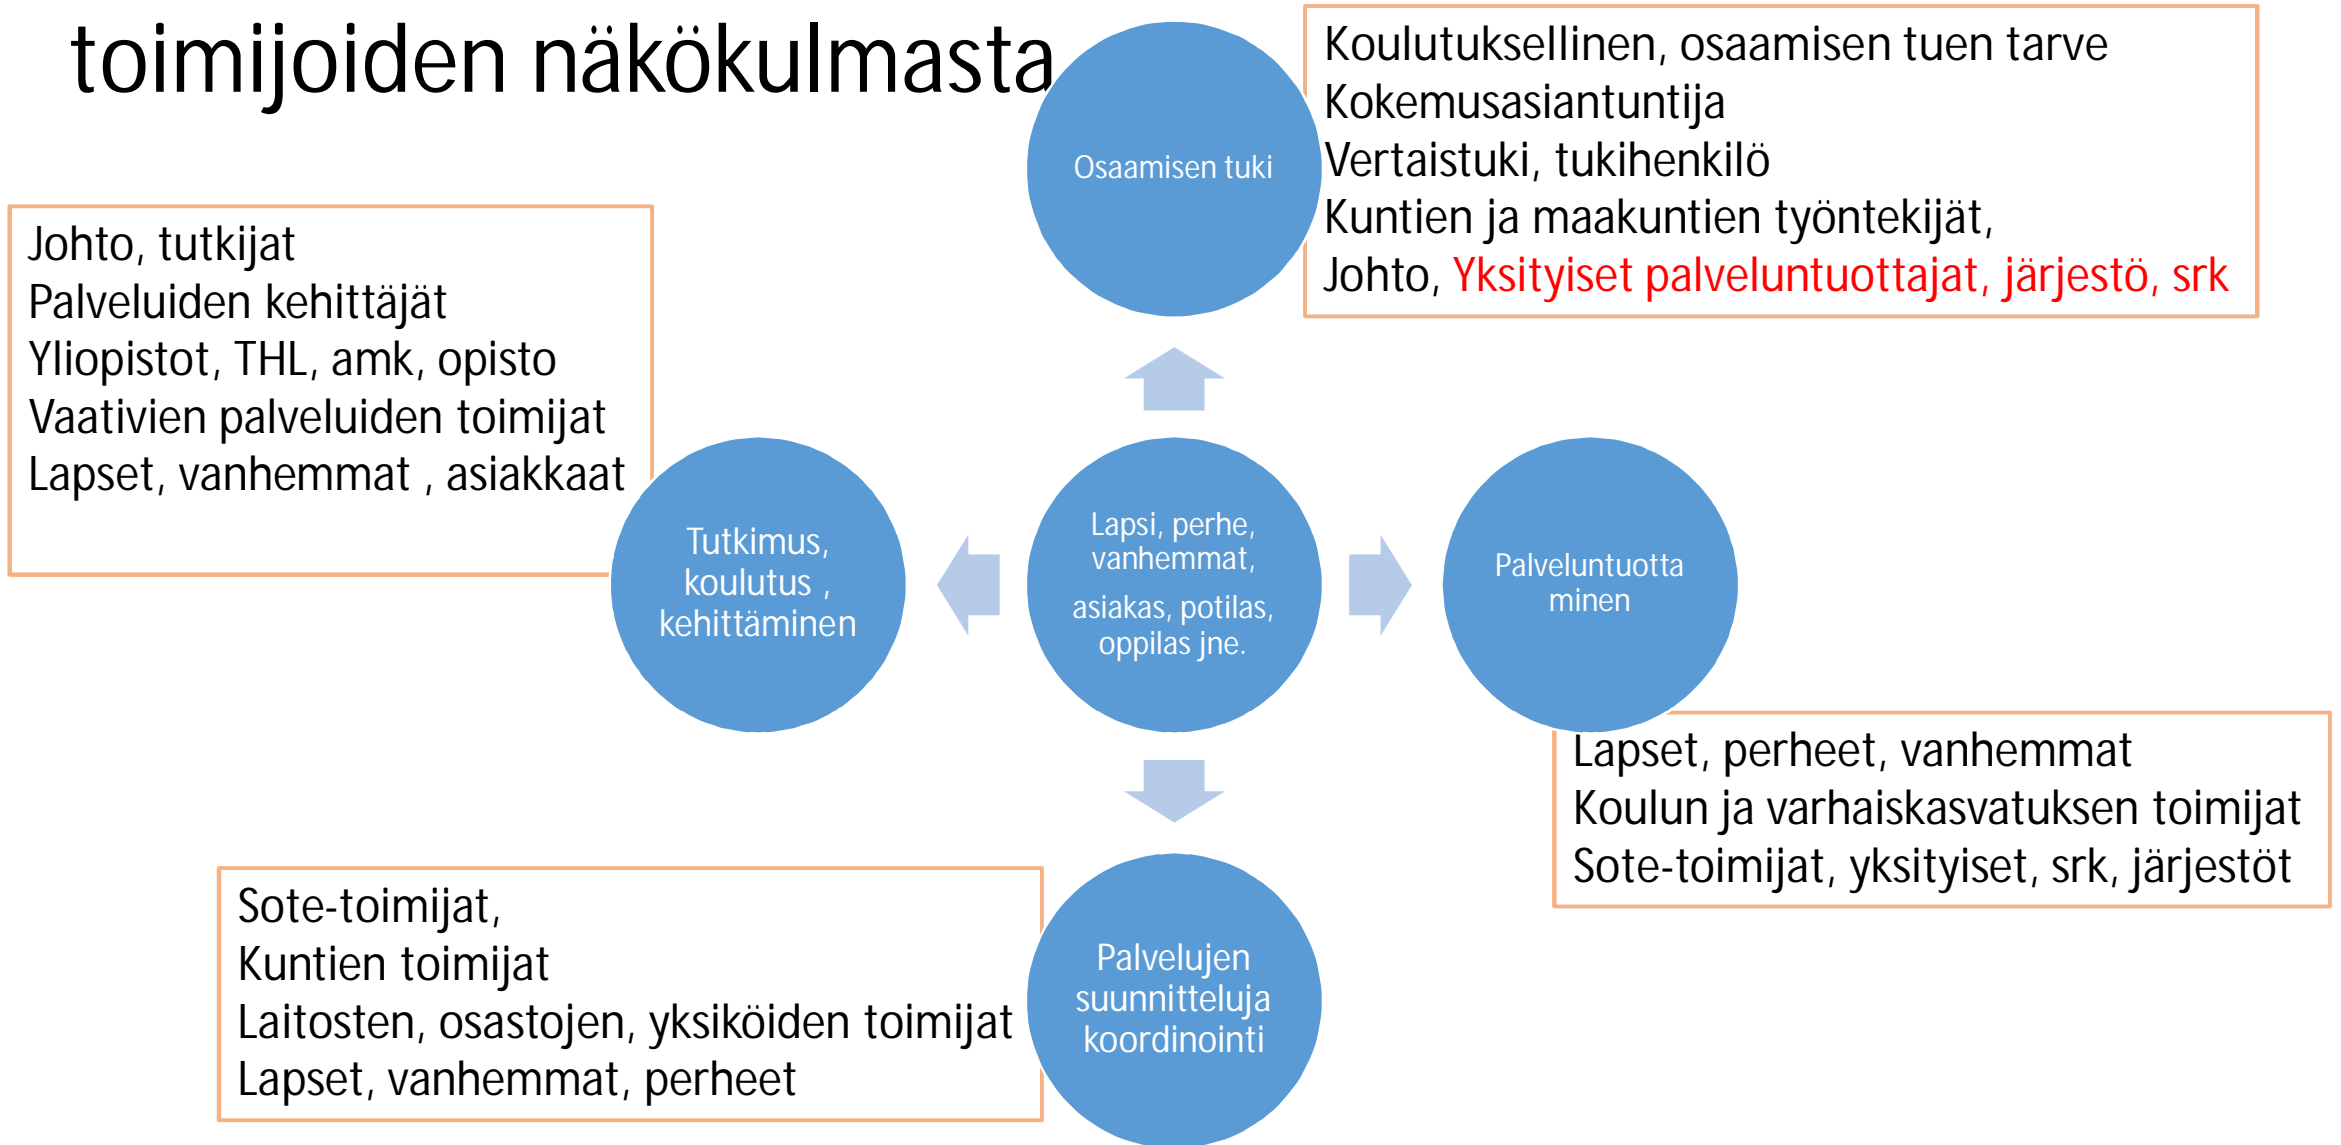 toimijoiden näkökulmasta
Osaamisen tuki
Koulutuksellinen, osaamisen tuen tarve
Kokemusasiantuntija
Vertaistuki, tukihenkilö
Kuntien ja maakuntien työntekijät,
Johto, Yksityiset palveluntuottajat, järjestö, srk
Johto, tutkijat
Palveluiden kehittäjät
Yliopistot, THL, amk, opisto
Vaativien palveluiden toimijat
Lapset, vanhemmat , asiakkaat
Tutkimus,
koulutus ,
kehittäminen
Lapsi, perhe,
vanhemmat,
asiakas, potilas,
oppilas jne.
Palveluntuotta
minen
Lapset, perheet, vanhemmat
Koulun ja varhaiskasvatuksen toimijat
Sote-toimijat, yksityiset, srk, järjestöt
Sote-toimijat,
Kuntien toimijat
Laitosten, osastojen, yksiköiden toimijat
Lapset, vanhemmat, perheet
Palvelujen
suunnitteluja
koordinointi